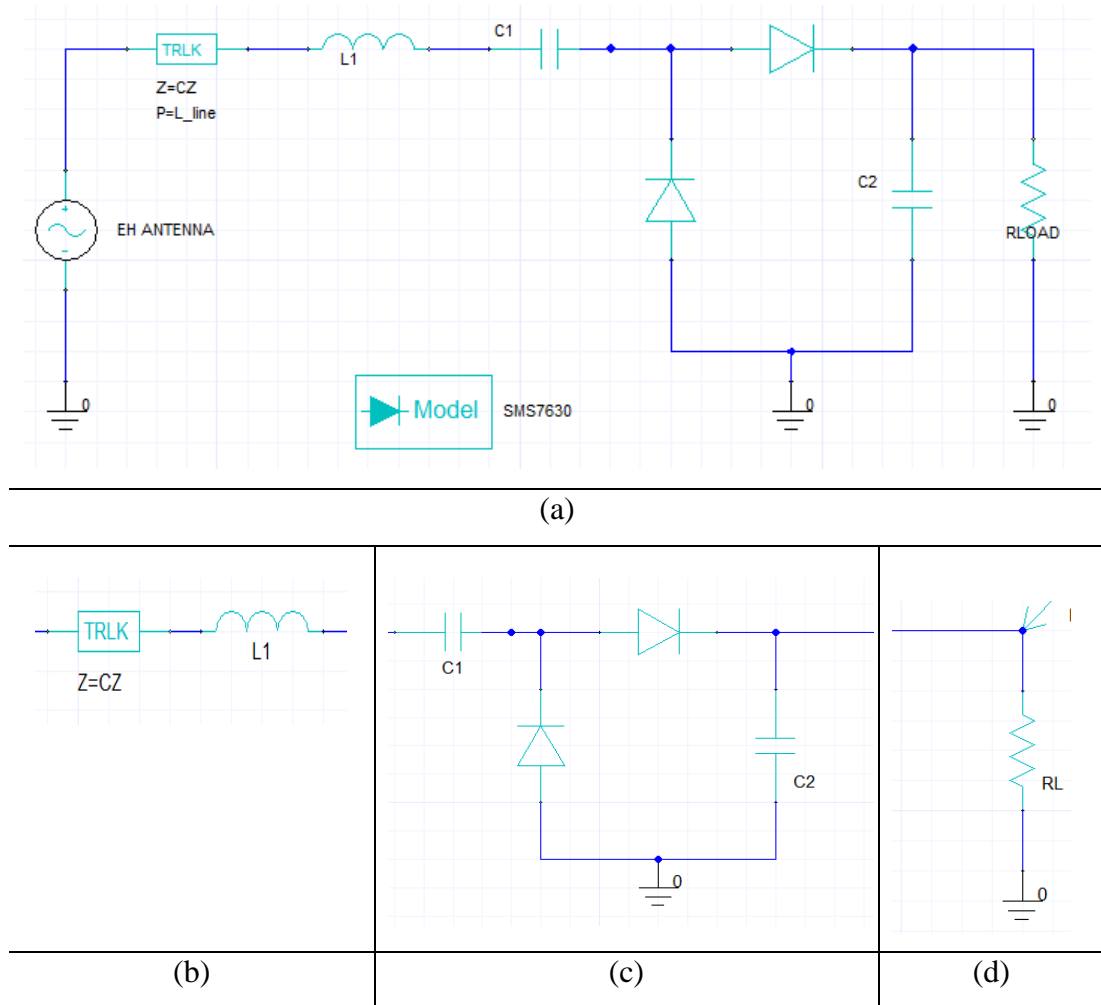 C1
TRLK
L1
Z=CZ
P=L_line
C2
EH ANTENNA
RLOAD
0
0
0
Model
SMS7630
(a)
TRLK
L1
Z=CZ
C1
C2
0
RL
0
(b)
(c)
(d)